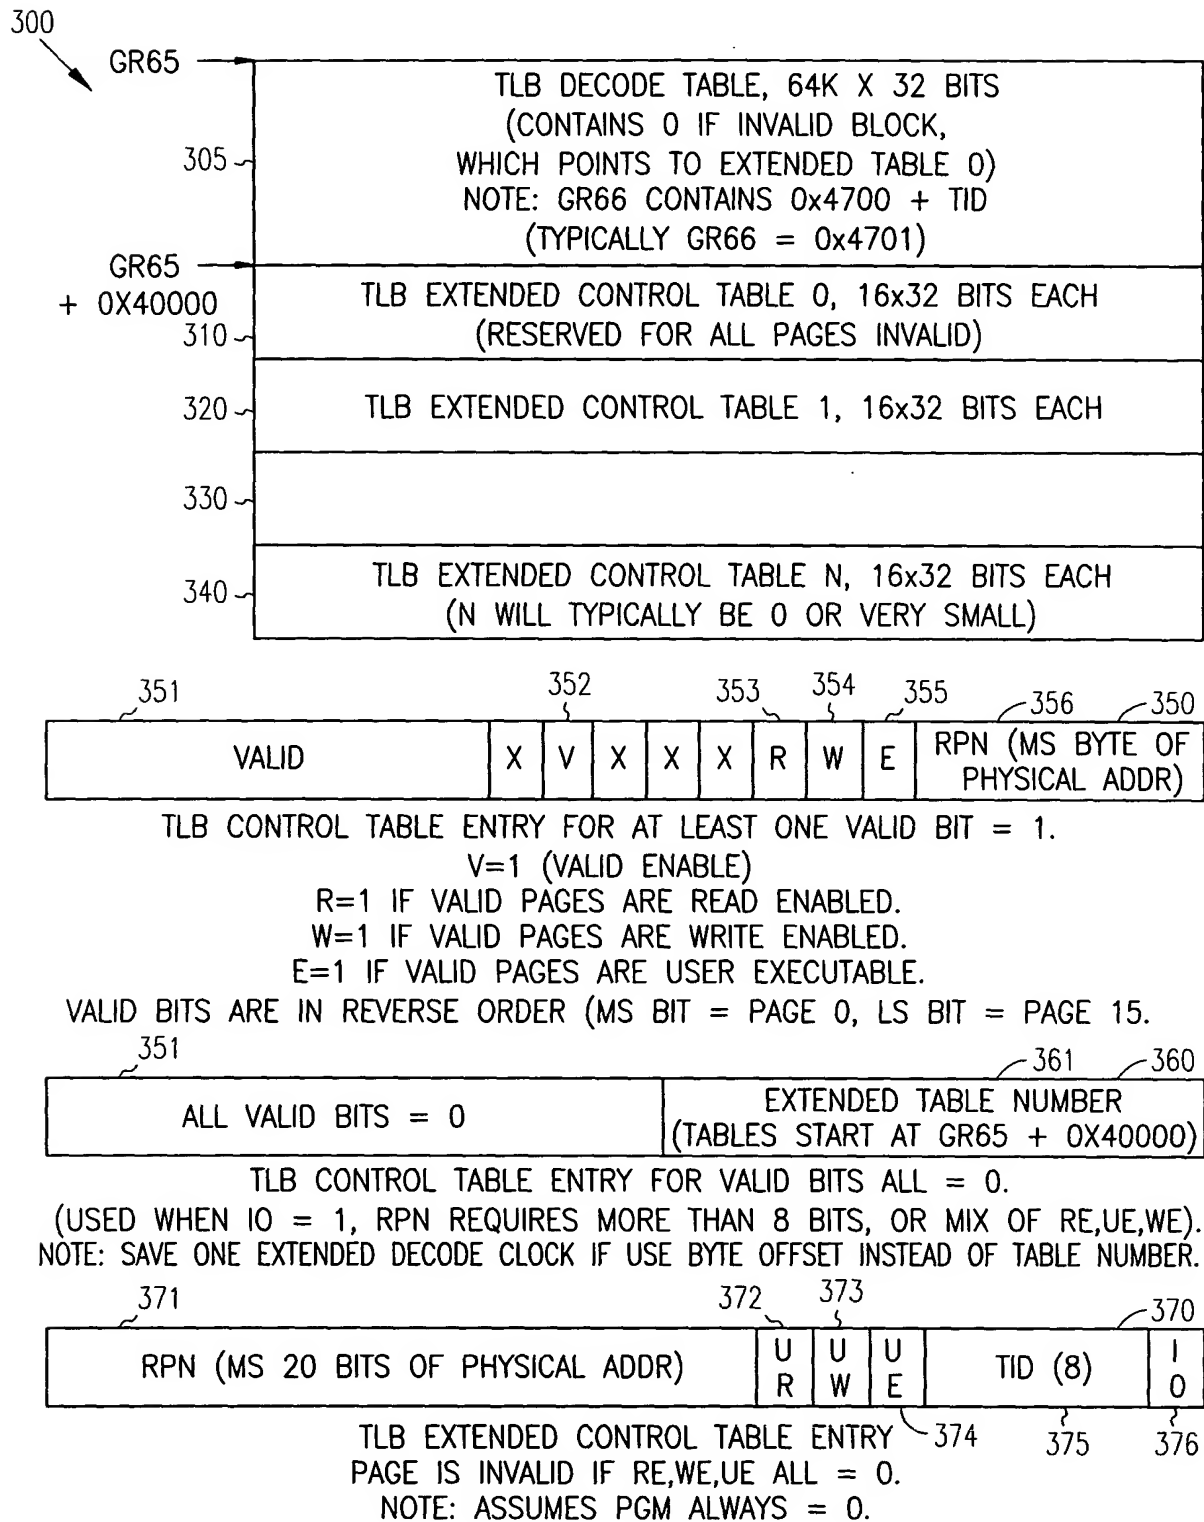 300
GR65
TLB DECODE TABLE, 64K X 32 BITS
(CONTAINS 0 IF INVALID BLOCK,
305
WHICH POINTS TO EXTENDED TABLE 0)
NOTE: GR66 CONTAINS 0x4700 + TID
(TYPICALLY GR66 = 0x4701)
GR65
+ 0X40000
310
TLB EXTENDED CONTROL TABLE 0, 16x32 BITS EACH
(RESERVED FOR ALL PAGES INVALID)
320
TLB EXTENDED CONTROL TABLE 1, 16x32 BITS EACH
330
340
TLB EXTENDED CONTROL TABLE N, 16x32 BITS EACH
(N WILL TYPICALLY BE 0 OR VERY SMALL)
351 352 353 354 355 356 350
VALID X V X X X R W E RPN (MS BYTE OF
PHYSICAL ADDR)
TLB CONTROL TABLE ENTRY FOR AT LEAST ONE VALID BIT = 1.
V=1 (VALID ENABLE)
R=1 IF VALID PAGES ARE READ ENABLED.
W=1 IF VALID PAGES ARE WRITE ENABLED.
E=1 IF VALID PAGES ARE USER EXECUTABLE.
VALID BITS ARE IN REVERSE ORDER (MS BIT = PAGE 0, LS BIT = PAGE 15.
351 361 360
ALL VALID BITS = 0
EXTENDED TABLE NUMBER
(TABLES START AT GR65 + 0X40000)
TLB CONTROL TABLE ENTRY FOR VALID BITS ALL = 0.
(USED WHEN IO = 1, RPN REQUIRES MORE THAN 8 BITS, OR MIX OF RE,UE,WE).
NOTE: SAVE ONE EXTENDED DECODE CLOCK IF USE BYTE OFFSET INSTEAD OF TABLE NUMBER.
371 372 373 370
RPN (MS 20 BITS OF PHYSICAL ADDR) UR UW UE TID (8) IO
TLB EXTENDED CONTROL TABLE ENTRY 374 375 376
PAGE IS INVALID IF RE,WE,UE ALL = 0.
NOTE: ASSUMES PGM ALWAYS = 0.